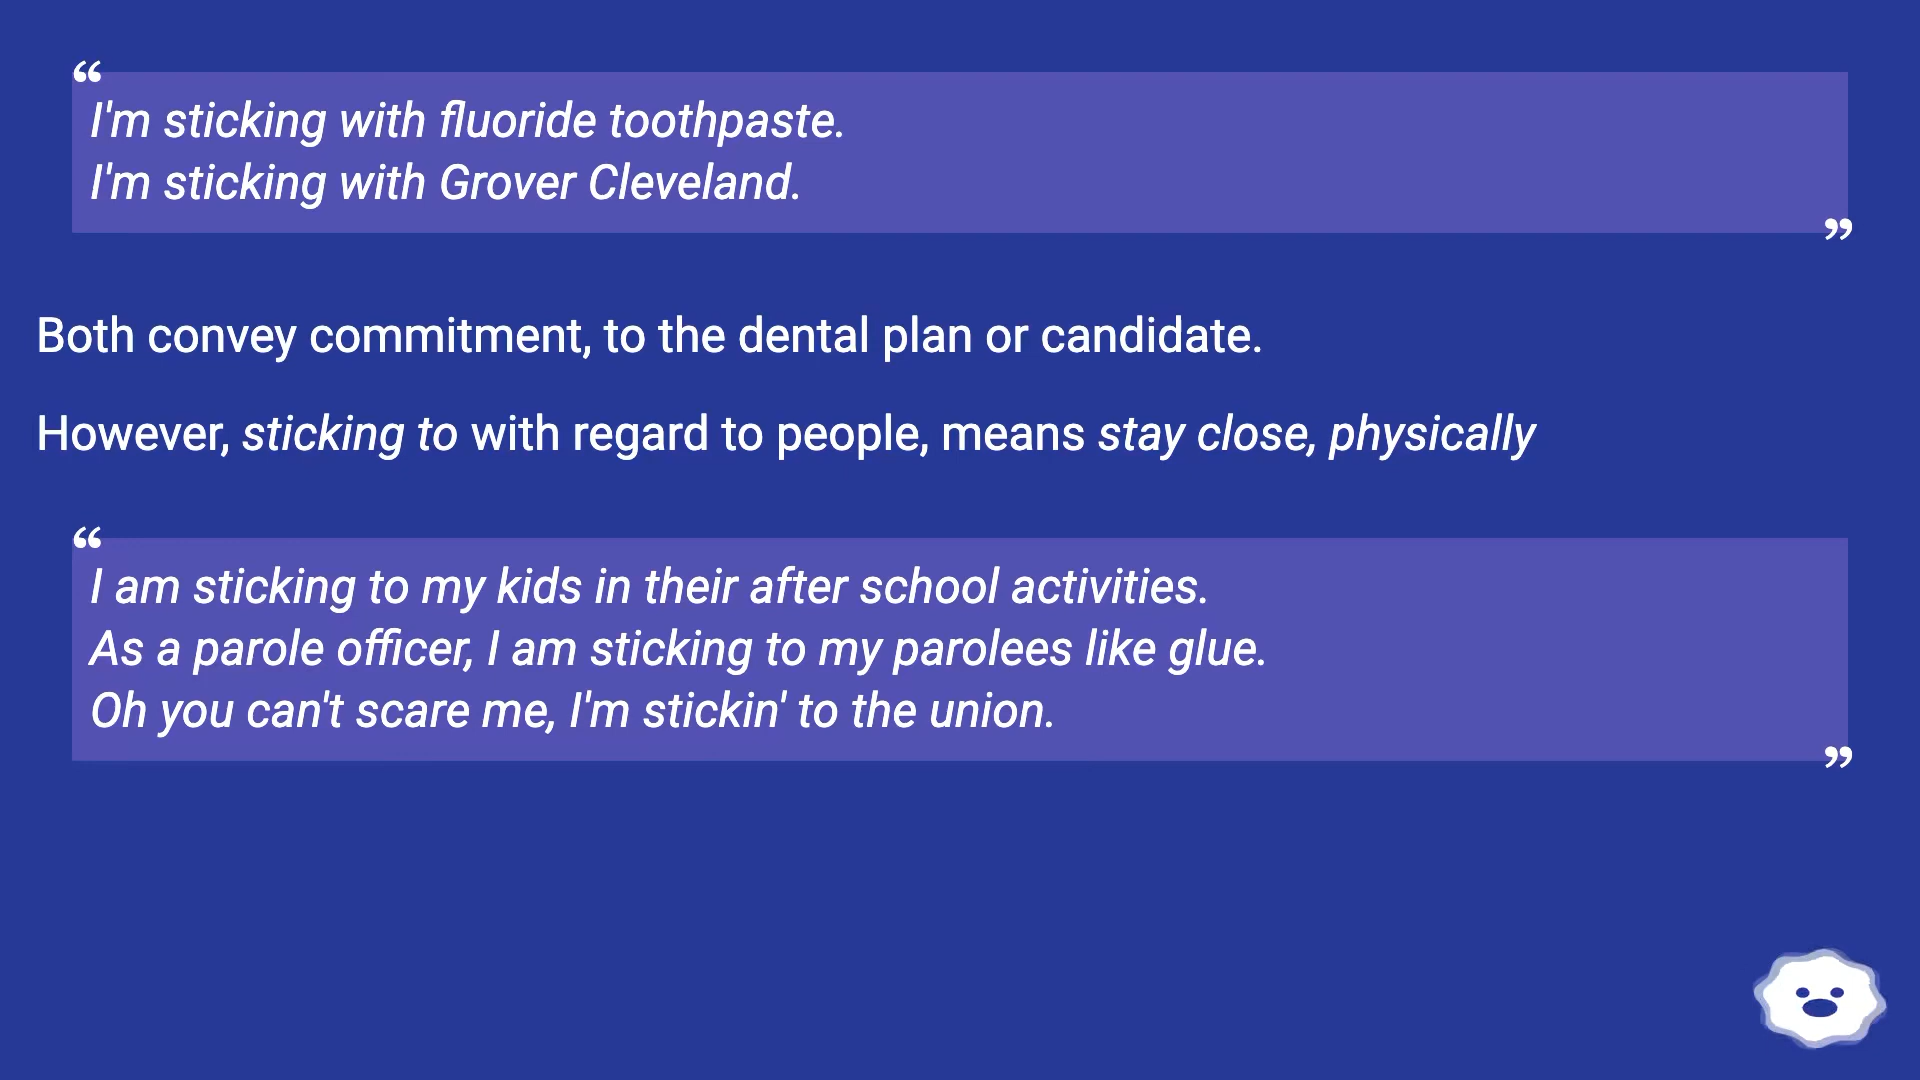 “
I'm sticking with fluoride toothpaste.
I'm sticking with Grover Cleveland.
”
Both convey commitment, to the dental plan or candidate.
However, sticking to with regard to people, means stay close, physically
“
I am sticking to my kids in their after school activities.
As a parole officer, I am sticking to my parolees like glue.
Oh you can't scare me, I'm stickin' to the union.
”